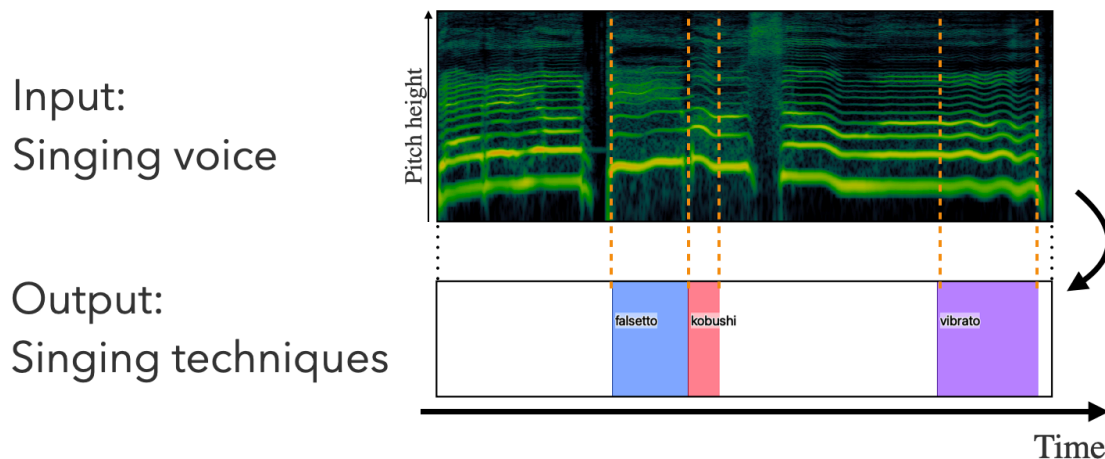 Input:
Singing voice
Pitch height
Output:
Singing techniques
falsetto
kobushi
vibrato
Time